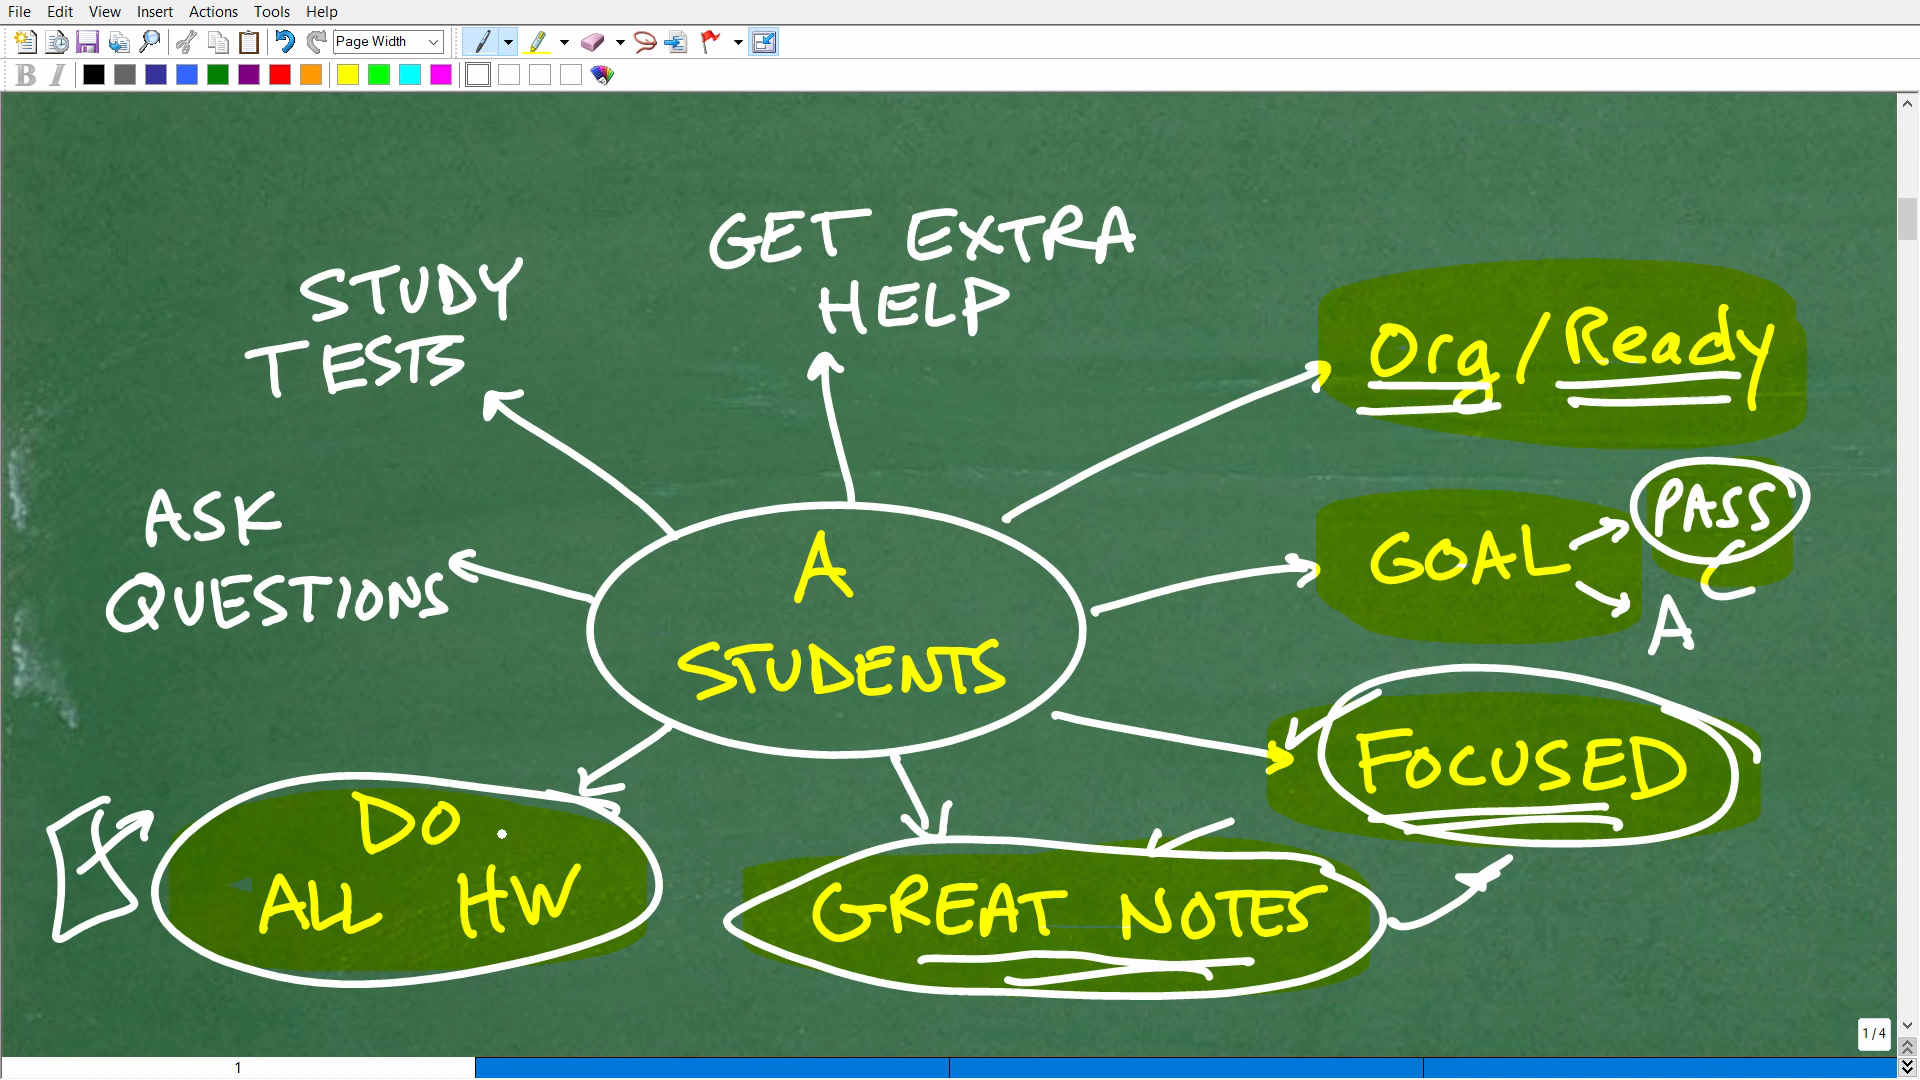 File Edit View Insert Actions Tools Help
Page Width
B I
GET EXTRA
HELP
STUDY
TESTS
Org/Ready
ASK
QUESTIONS
A
STUDENTS
GOAL
PASS
C
A
FOCUSED
DO
ALL HW
GREAT NOTES
1/4
1